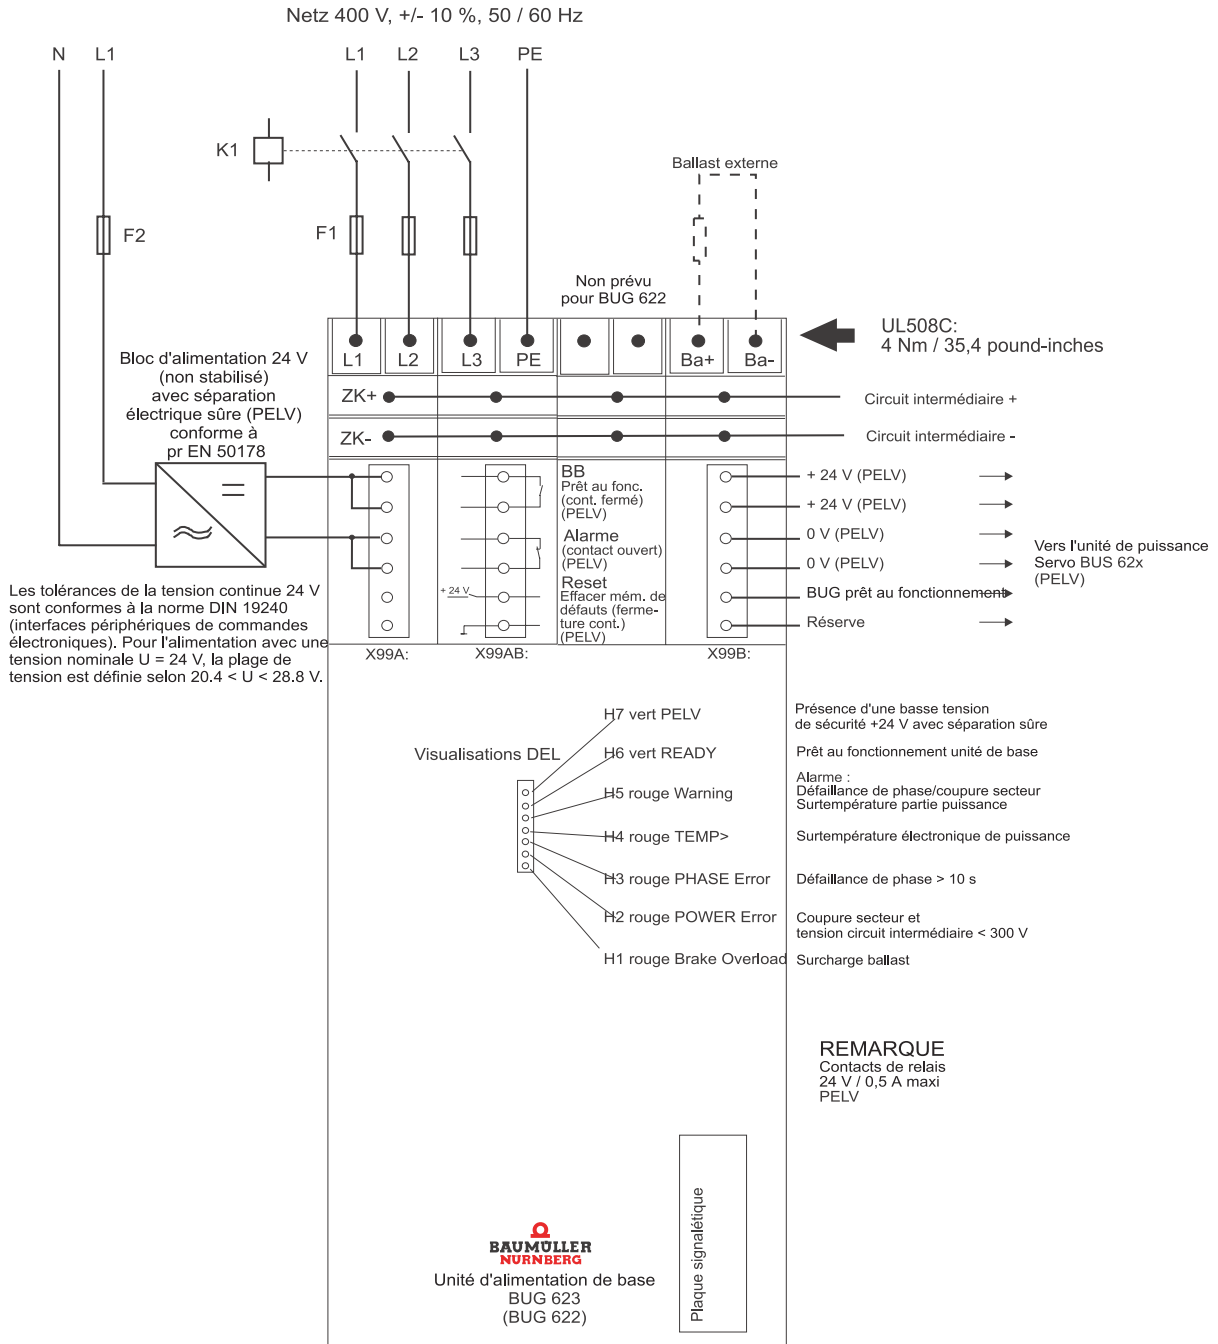 Netz 400 V, +/- 10 %, 50 / 60 Hz
N
L1
L1
L2
L3
PE
K1
Ballast externe
F2
F1
Non prévu
pour BUG 622
UL508C:
4 Nm / 35,4 pound-inches
L1
L2
L3
PE
Ba+
Ba-
Bloc d'alimentation 24 V
(non stabilisé)
avec séparation
électrique sûre (PELV)
conforme à
pr EN 50178
ZK+
Circuit intermédiaire +
ZK-
Circuit intermédiaire -
BB
Prêt au fonc.
(cont. fermé)
(PELV)
Alarme
(contact ouvert)
(PELV)
Reset
Effacer mém. de
défauts (ferme-
ture cont.)
(PELV)
+ 24 V
+ 24 V (PELV)
+ 24 V (PELV)
0 V (PELV)
0 V (PELV)
BUG prêt au fonctionnement
Réserve
Vers l'unité de puissance
Servo BUS 62x
(PELV)
Les tolérances de la tension continue 24 V
sont conformes à la norme DIN 19240
(interfaces périphériques de commandes
électroniques). Pour l'alimentation avec une
tension nominale U = 24 V, la plage de
tension est définie selon 20.4 < U < 28.8 V.
X99A:
X99AB:
X99B:
Visualisations DEL
H7 vert PELV
Présence d'une basse tension
de sécurité +24 V avec séparation sûre
H6 vert READY
Prêt au fonctionnement unité de base
H5 rouge Warning
Alarme :
Défaillance de phase/coupure secteur
Surtempérature partie puissance
H4 rouge TEMP>
Surtempérature électronique de puissance
H3 rouge PHASE Error
Défaillance de phase > 10 s
H2 rouge POWER Error
Coupure secteur et
tension circuit intermédiaire < 300 V
H1 rouge Brake Overload
Surcharge ballast
REMARQUE
Contacts de relais
24 V / 0,5 A maxi
PELV
Plaque signalétique
BAUMÜLLER
NÜRNBERG
Unité d'alimentation de base
BUG 623
(BUG 622)